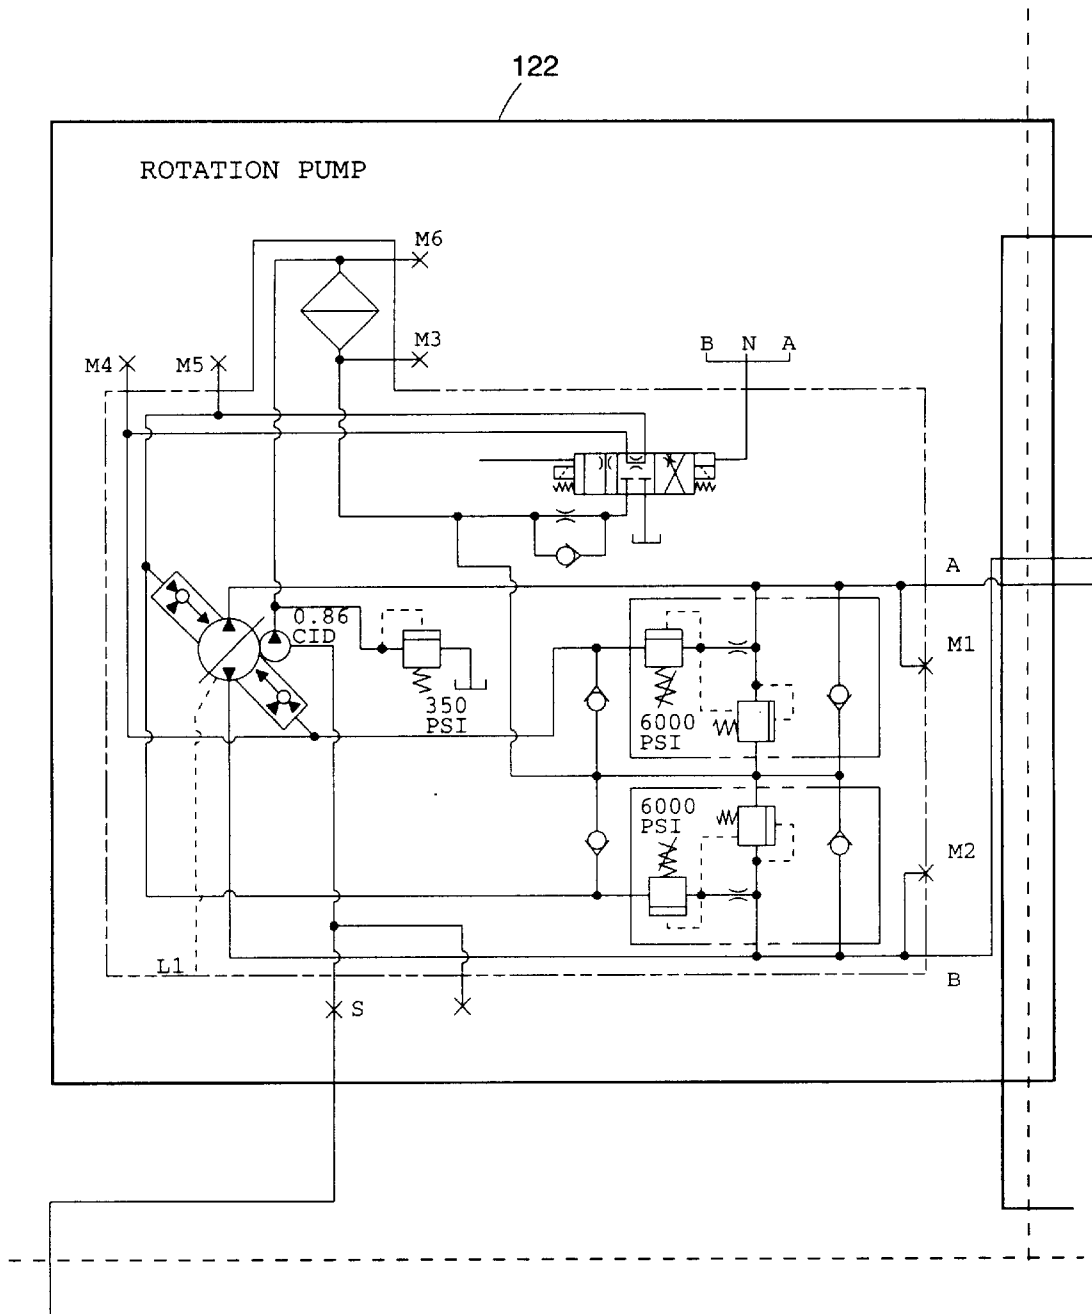 122
ROTATION PUMP
M6
M3
B N A
M4
M5
A
0.86
CID
M1
350
PSI
6000
PSI
6000
PSI
M2
L1
B
S